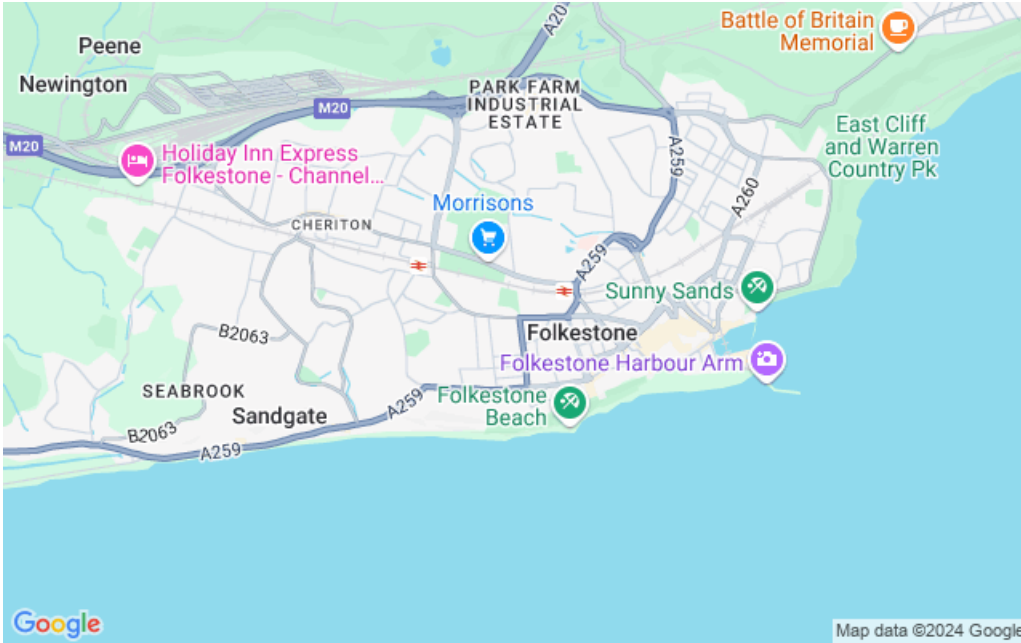 Battle of Britain
Memorial
A20
Peene
Newington
PARK FARM
INDUSTRIAL
ESTATE
M20
M20
East Cliff
and Warren
Country Pk
A259
Holiday Inn Express
Folkestone - Channel...
A260
Morrisons
CHERITON
A259
Sunny Sands
B2063
Folkestone
Folkestone Harbour Arm
SEABROOK
Sandgate
A259
Folkestone
Beach
B2063
A259
Google
Map data ©2024 Google